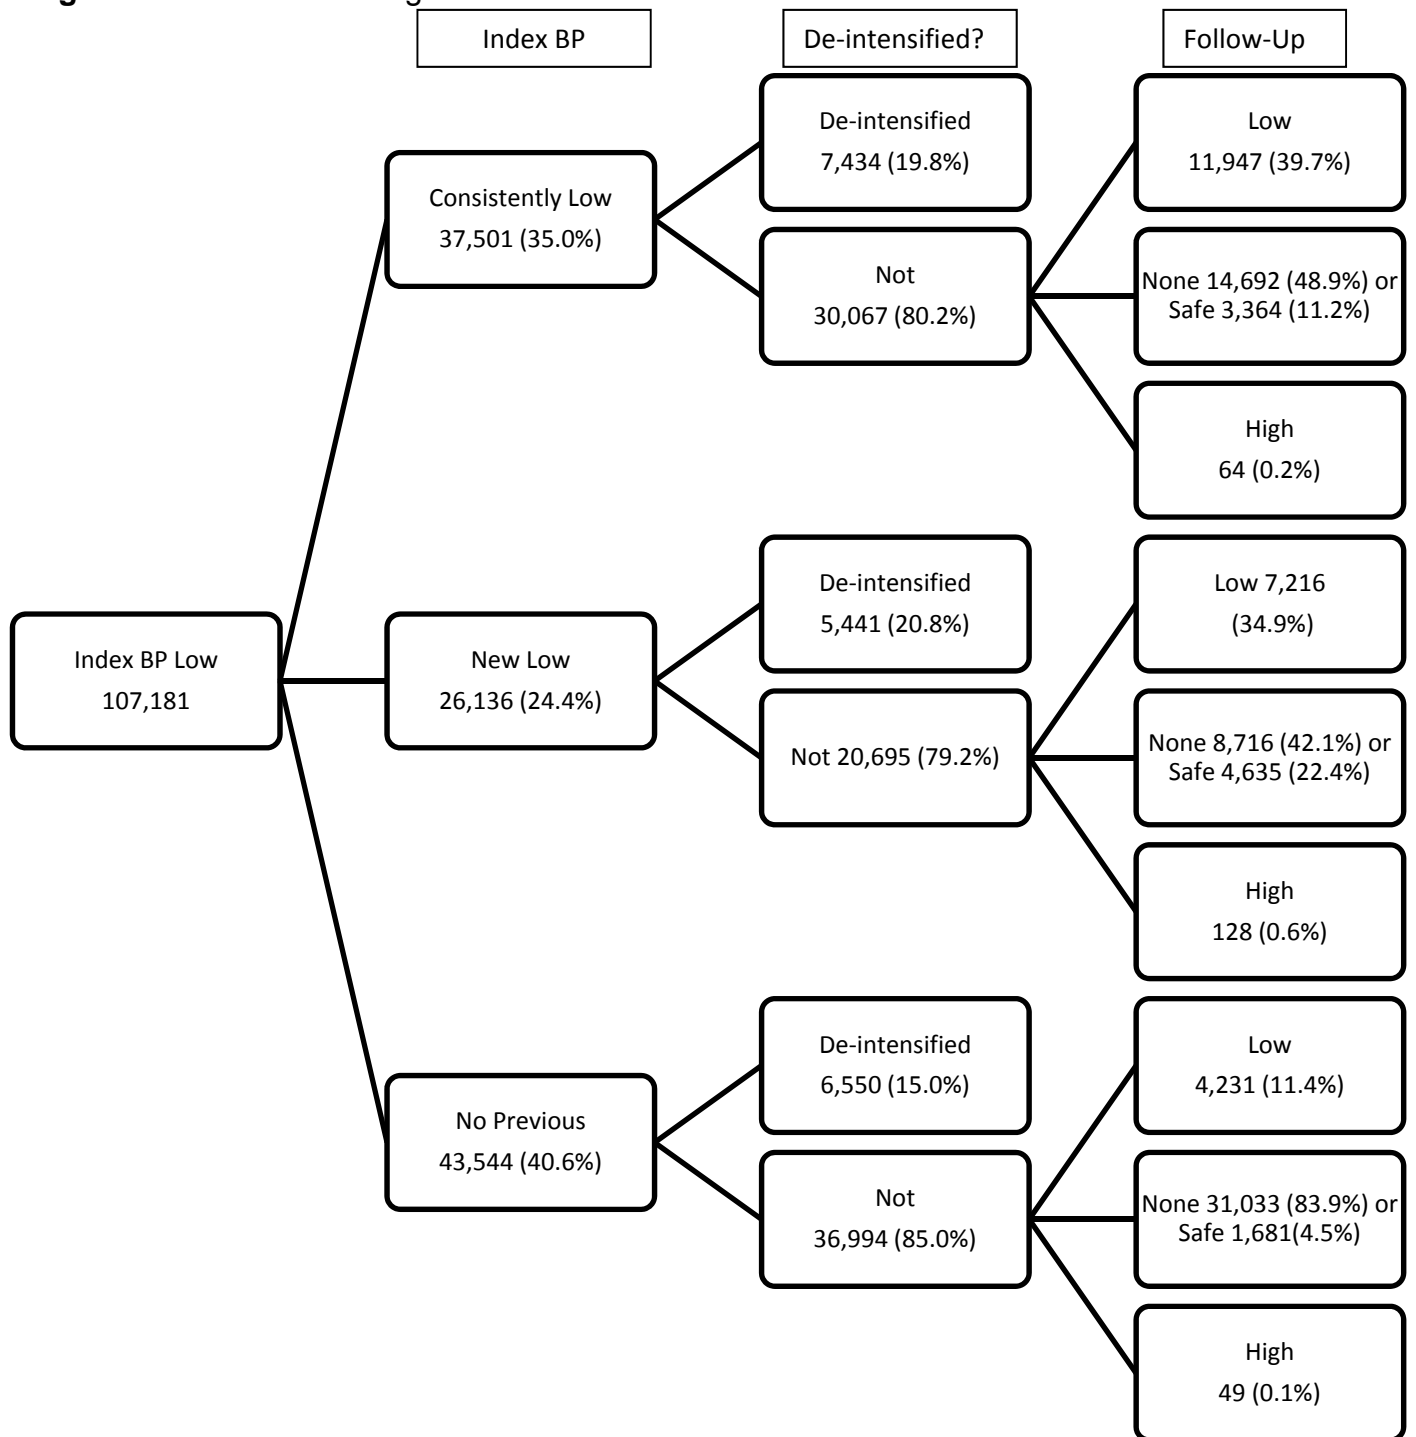 Index BP
De-intensified?
Follow-Up
De-intensified
7,434 (19.8%)
Low
11,947 (39.7%)
Consistently Low
37,501 (35.0%)
Not
30,067 (80.2%)
None 14,692 (48.9%) or
Safe 3,364 (11.2%)
High
64 (0.2%)
De-intensified
5,441 (20.8%)
Low 7,216
(34.9%)
Index BP Low
107,181
New Low
26,136 (24.4%)
Not 20,695 (79.2%)
None 8,716 (42.1%) or
Safe 4,635 (22.4%)
High
128 (0.6%)
De-intensified
6,550 (15.0%)
Low
4,231 (11.4%)
No Previous
43,544 (40.6%)
Not
36,994 (85.0%)
None 31,033 (83.9%) or
Safe 1,681(4.5%)
High
49 (0.1%)